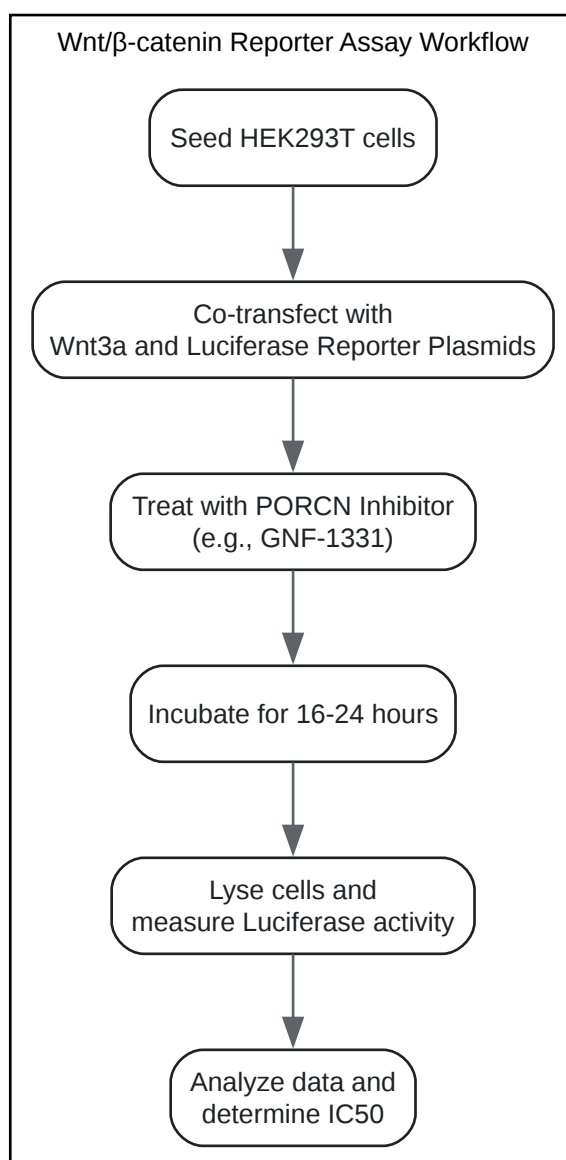 Wnt/β-catenin Reporter Assay Workflow
Seed HEK293T cells
Co-transfect with
Wnt3a and Luciferase Reporter Plasmids
Treat with PORCN Inhibitor
(e.g., GNF-1331)
Incubate for 16-24 hours
Lyse cells and
measure Luciferase activity
Analyze data and
determine IC50